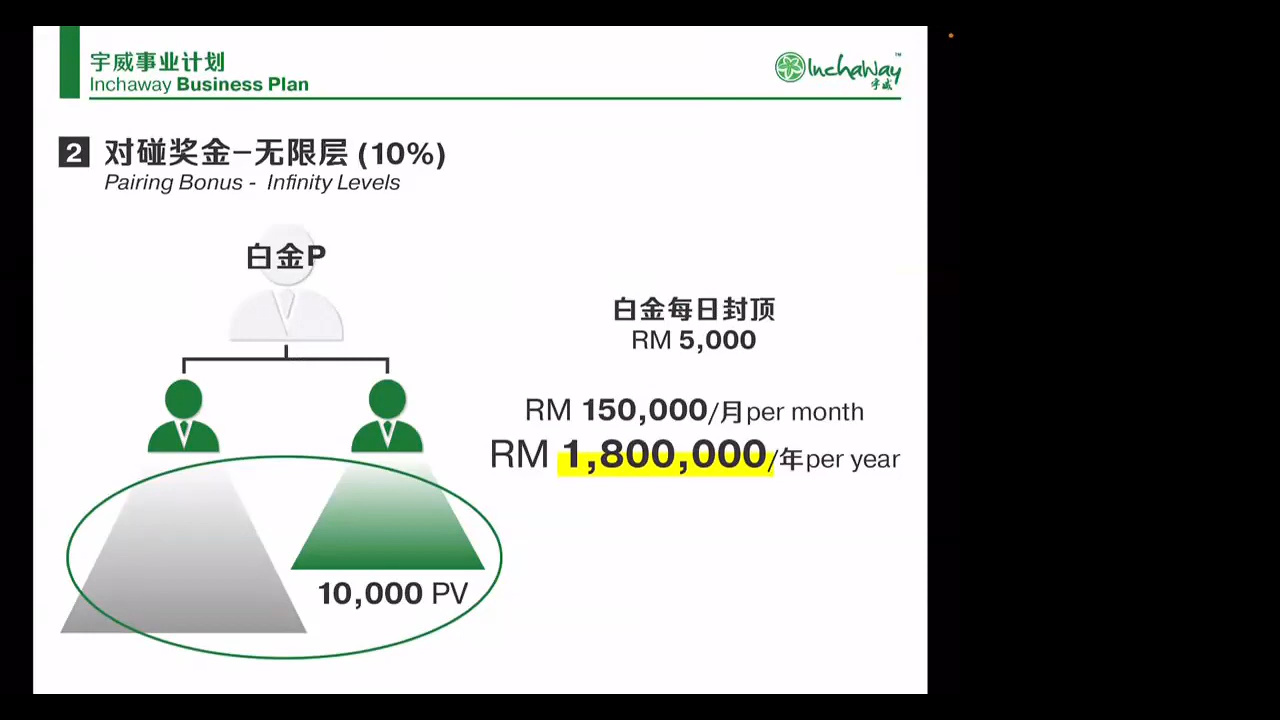 宇威事业计划
Inchaway Business Plan
Inchaway™
宇威
2 对碰奖金-无限层 (10%)
Pairing Bonus - Infinity Levels
白金P
白金每日封顶
RM 5,000
RM 150,000/月per month
RM 1,800,000/年per year
10,000 PV